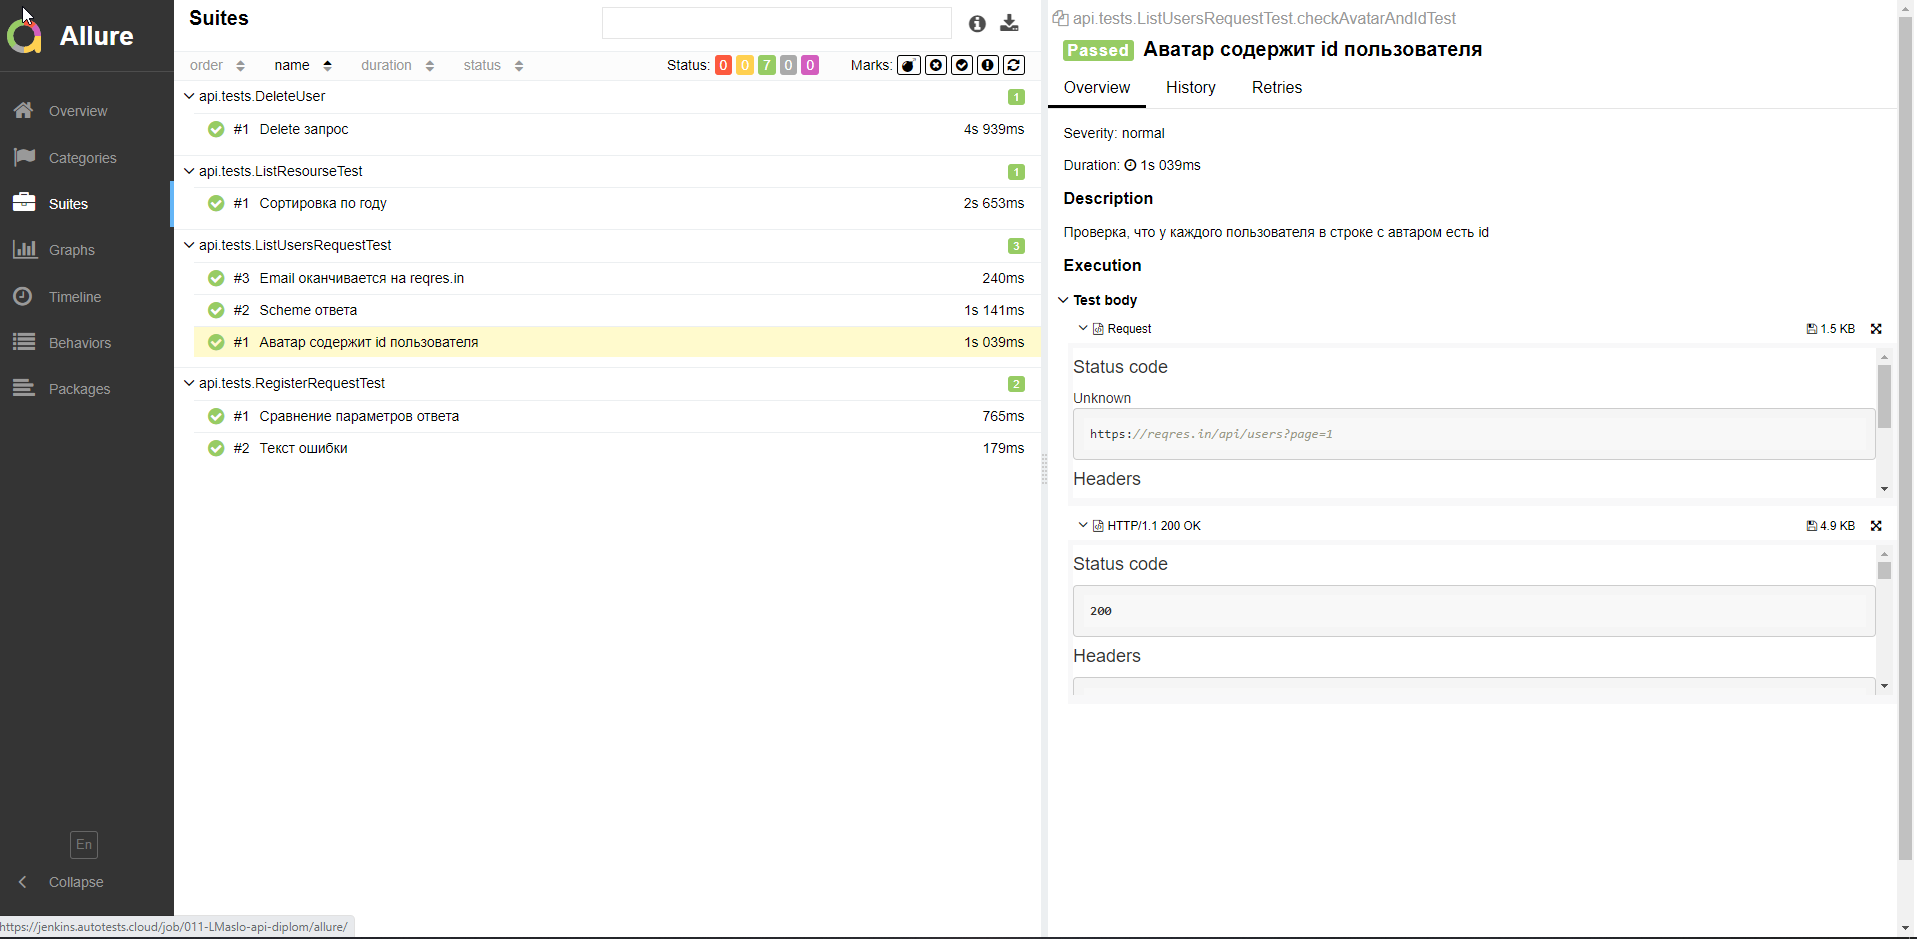 Allure
Overview
Categories
Suites
Graphs
Timeline
Behaviors
Packages
En
Collapse
https://jenkins.autotests.cloud/job/011-LMaslo-api-diplom/allure/
Suites
order name duration status Status: 0 0 7 0 0 Marks:
api.tests.DeleteUser 1
#1 Delete запрос 4s 939ms
api.tests.ListResourseTest 1
#1 Сортировка по году 2s 653ms
api.tests.ListUsersRequestTest 3
#3 Email оканчивается на reqres.in 240ms
#2 Scheme ответа 1s 141ms
#1 Аватар содержит id пользователя 1s 039ms
api.tests.RegisterRequestTest 2
#1 Сравнение параметров ответа 765ms
#2 Текст ошибки 179ms
api.tests.ListUsersRequestTest.checkAvatarAndIdTest
Passed Аватар содержит id пользователя
Overview History Retries
Severity: normal
Duration: 1s 039ms
Description
Проверка, что у каждого пользователя в строке с автаром есть id
Execution
Test body
Request 1.5 KB
Status code
Unknown
https://reqres.in/api/users?page=1
Headers
HTTP/1.1 200 OK 4.9 KB
Status code
200
Headers